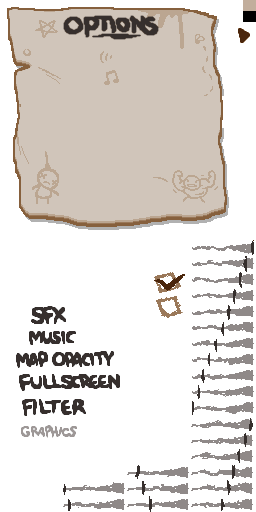 OPTIONS
SFX
MUSIC
MAP OPACITY
FULLSCREEN
FILTER
GRAPHICS